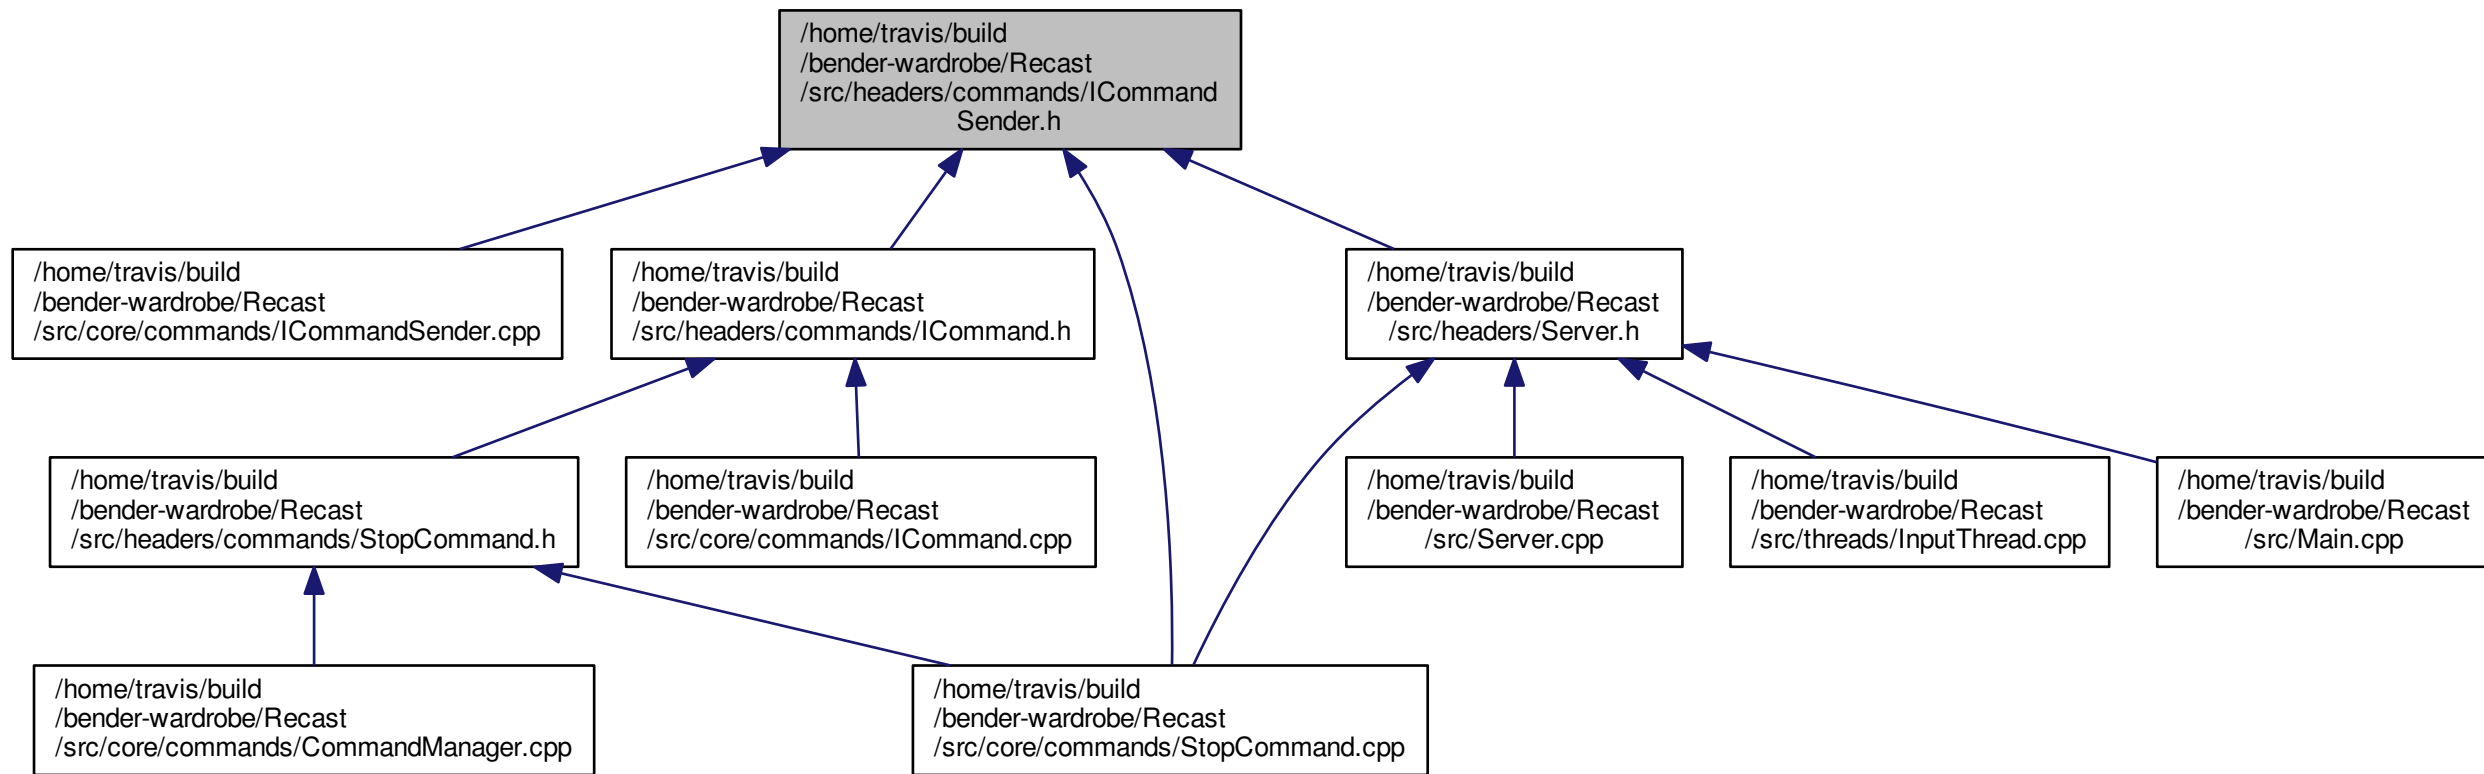 /home/travis/build
/bender-wardrobe/Recast
/src/headers/commands/ICommand
Sender.h
/home/travis/build
/bender-wardrobe/Recast
/src/core/commands/ICommandSender.cpp
/home/travis/build
/bender-wardrobe/Recast
/src/headers/commands/ICommand.h
/home/travis/build
/bender-wardrobe/Recast
/src/headers/Server.h
/home/travis/build
/bender-wardrobe/Recast
/src/headers/commands/StopCommand.h
/home/travis/build
/bender-wardrobe/Recast
/src/core/commands/ICommand.cpp
/home/travis/build
/bender-wardrobe/Recast
/src/Server.cpp
/home/travis/build
/bender-wardrobe/Recast
/src/threads/InputThread.cpp
/home/travis/build
/bender-wardrobe/Recast
/src/Main.cpp
/home/travis/build
/bender-wardrobe/Recast
/src/core/commands/CommandManager.cpp
/home/travis/build
/bender-wardrobe/Recast
/src/core/commands/StopCommand.cpp